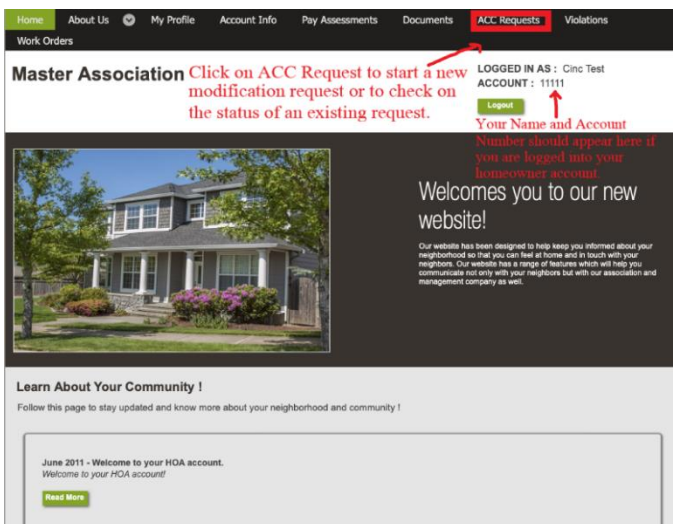 Home About Us My Profile Account Info Pay Assessments Documents ACC Requests Violations
Work Orders
Master Association
Click on ACC Request to start a new
modification request or to check on
the status of an existing request.
LOGGED IN AS : Cinc Test
ACCOUNT : 11111
Logout
Your Name and Account
Number should appear here if
you are logged into your
homeowner account
Welcomes you to our new
website!
Our website has been designed to help keep you informed about your
neighborhood so that you can feel at home and in touch with your
neighbors. Our website has a range of features which will help you
communicate not only with your neighbors but with our association and
management company as well.
Learn About Your Community !
Follow this page to stay updated and know more about your neighborhood and community !
June 2011 - Welcome to your HOA account.
Welcome to your HOA account!
Read More